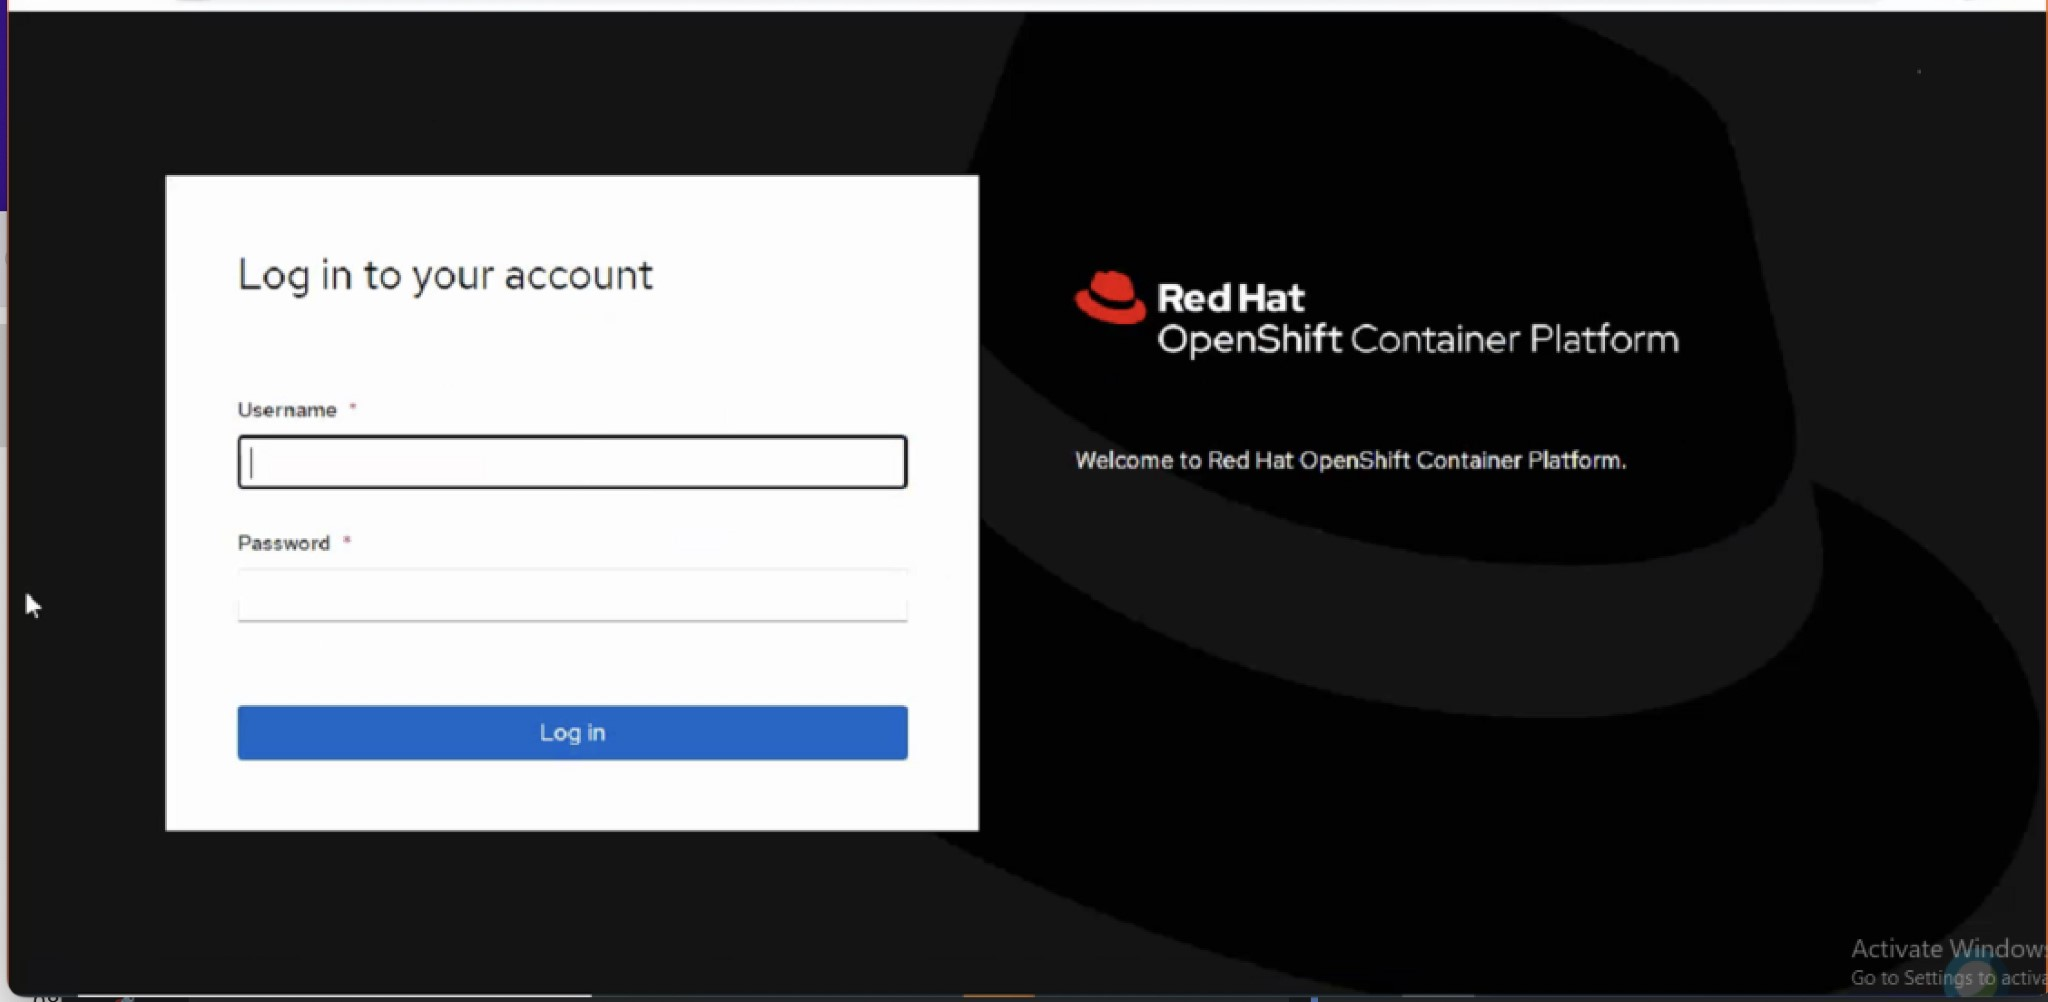 Log in to your account
Username *
Password *
Log in
Red Hat
OpenShift Container Platform
Welcome to Red Hat OpenShift Container Platform.
Activate Windows
Go to Settings to activa